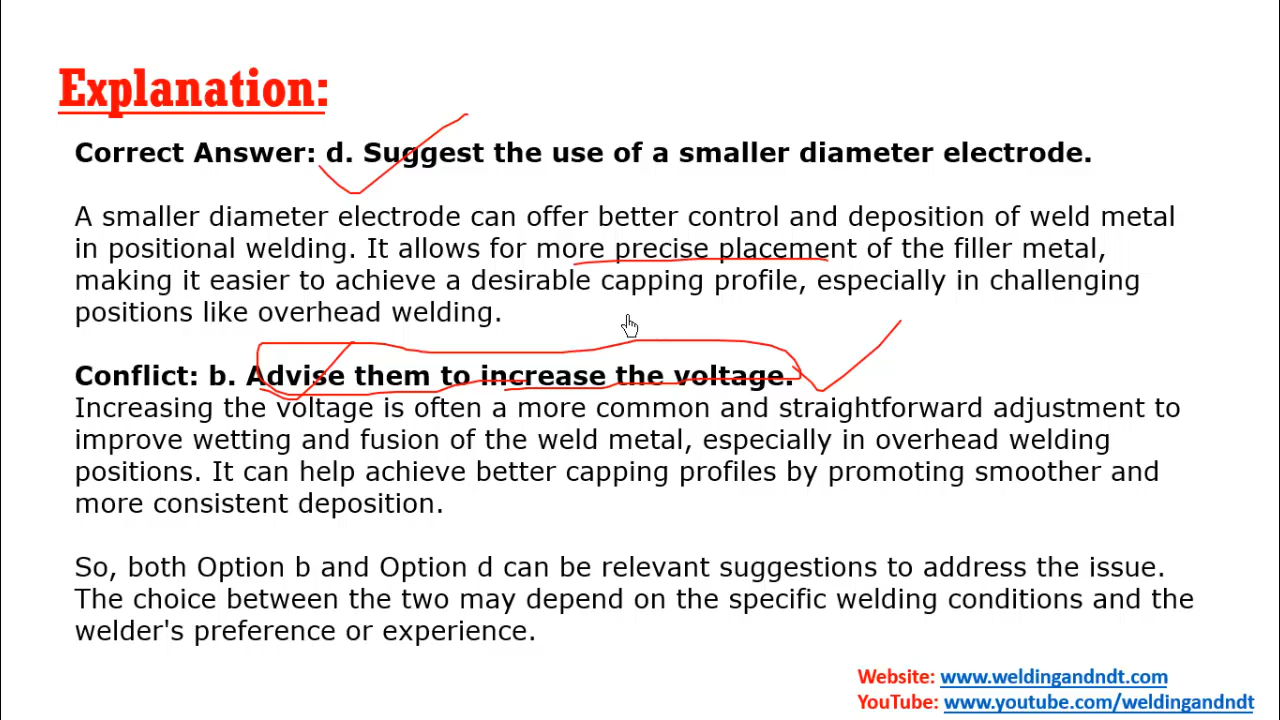 Explanation:
Correct Answer: d. Suggest the use of a smaller diameter electrode.
A smaller diameter electrode can offer better control and deposition of weld metal
in positional welding. It allows for more precise placement of the filler metal,
making it easier to achieve a desirable capping profile, especially in challenging
positions like overhead welding.
Conflict: b. Advise them to increase the voltage.
Increasing the voltage is often a more common and straightforward adjustment to
improve wetting and fusion of the weld metal, especially in overhead welding
positions. It can help achieve better capping profiles by promoting smoother and
more consistent deposition.
So, both Option b and Option d can be relevant suggestions to address the issue.
The choice between the two may depend on the specific welding conditions and the
welder's preference or experience.
Website: www.weldingandndt.com
YouTube: www.youtube.com/weldingandndt